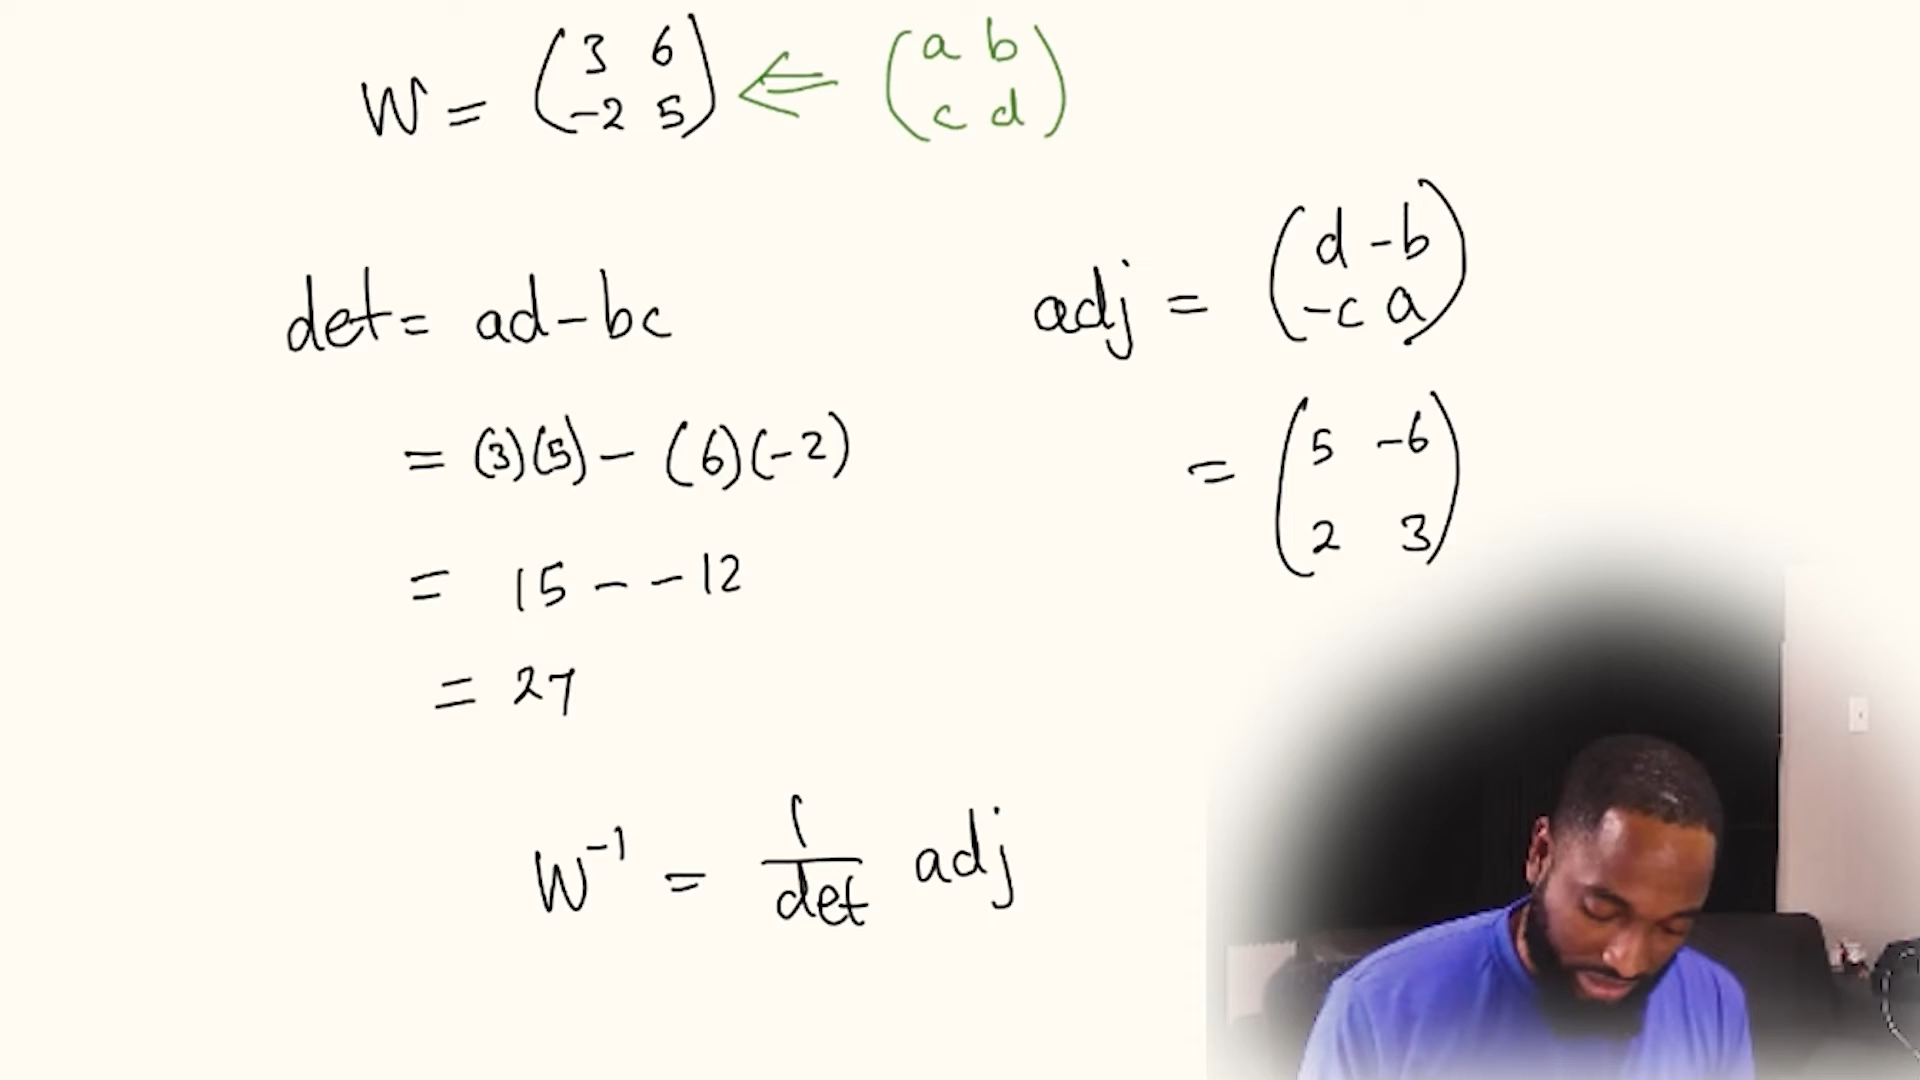 W = (3 6
-2 5) ⇐ (a b
c d)
det = ad-bc
= (3)(5) - (6)(-2)
= 15 - -12
= 27
adj = (d -b
-c a)
= (5 -6
2 3)
W⁻¹ = 1/det adj